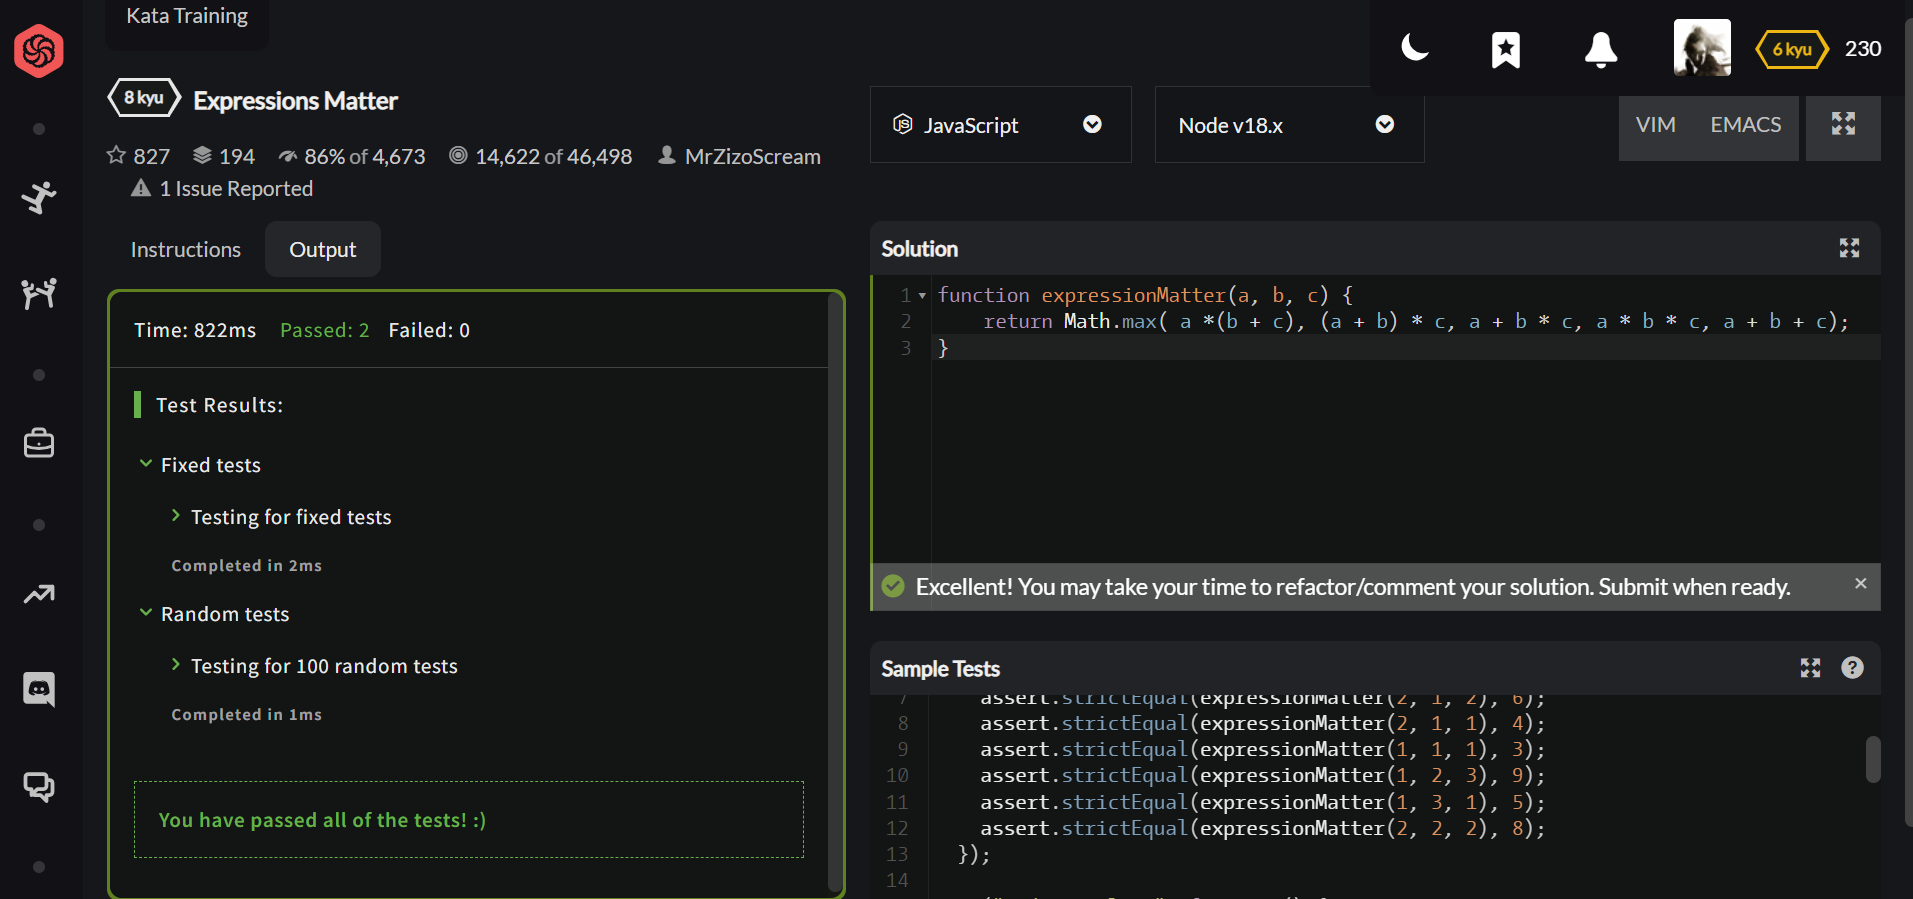 Kata Training
6 kyu 230
8 kyu Expressions Matter
827 194 86% of 4,673 14,622 of 46,498 MrZizoScream
1 Issue Reported
JavaScript
Node v18.x
VIM EMACS
Instructions Output
Time: 822ms Passed: 2 Failed: 0
Test Results:
Fixed tests
Testing for fixed tests
Completed in 2ms
Random tests
Testing for 100 random tests
Completed in 1ms
You have passed all of the tests! :)
Solution
1 function expressionMatter(a, b, c) {
2 return Math.max( a *(b + c), (a + b) * c, a + b * c, a * b * c, a + b + c);
3 }
Excellent! You may take your time to refactor/comment your solution. Submit when ready.
Sample Tests
7 assert.strictEqual(expressionMatter(2, 1, 2), 6);
8 assert.strictEqual(expressionMatter(2, 1, 1), 4);
9 assert.strictEqual(expressionMatter(1, 1, 1), 3);
10 assert.strictEqual(expressionMatter(1, 2, 3), 9);
11 assert.strictEqual(expressionMatter(1, 3, 1), 5);
12 assert.strictEqual(expressionMatter(2, 2, 2), 8);
13 });
14